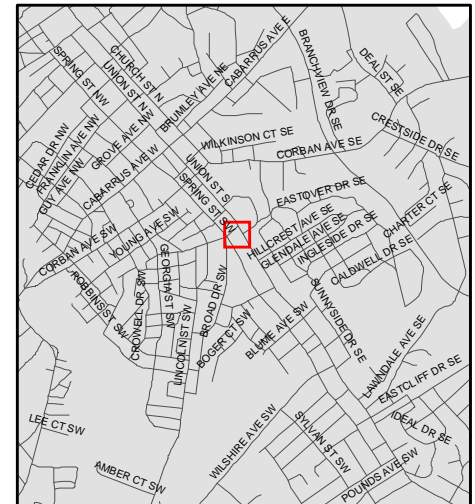 SPRING ST NW
CHURCH ST N
UNION ST N
BRUMLEY AVE NE
CABARRUS AVE E
BRANCHVIEW DR SE
DEAL ST SE
CRESTSIDE DR SE
CEDAR DR NW
FRANKLIN AVE NW
GUY AVE NW
GROVE AVE NW
CABARRUS AVE W
WILKINSON CT SE
CORBAN AVE SE
UNION ST S
SPRING ST SW
EASTOVER DR SE
HILLCREST AVE SE
GLENDALE AVE SE
INGLESIDE DR SE
CHARTER CT SE
CALDWELL DR SE
CORBAN AVE SW
YOUNG AVE SW
ROBBINS ST SW
CROWELL DR SW
GEORGIA ST SW
LINCOLN ST SW
BROAD DR SW
BOGER CT SW
BLUME AVE SW
SUNNYSIDE DR SE
LAWNDALE AVE SE
EASTCLIFF DR SE
IDEAL DR SE
LEE CT SW
AMBER CT SW
WILSHIRE AVE SW
SYLVAN ST SW
POUNDS AVE SW